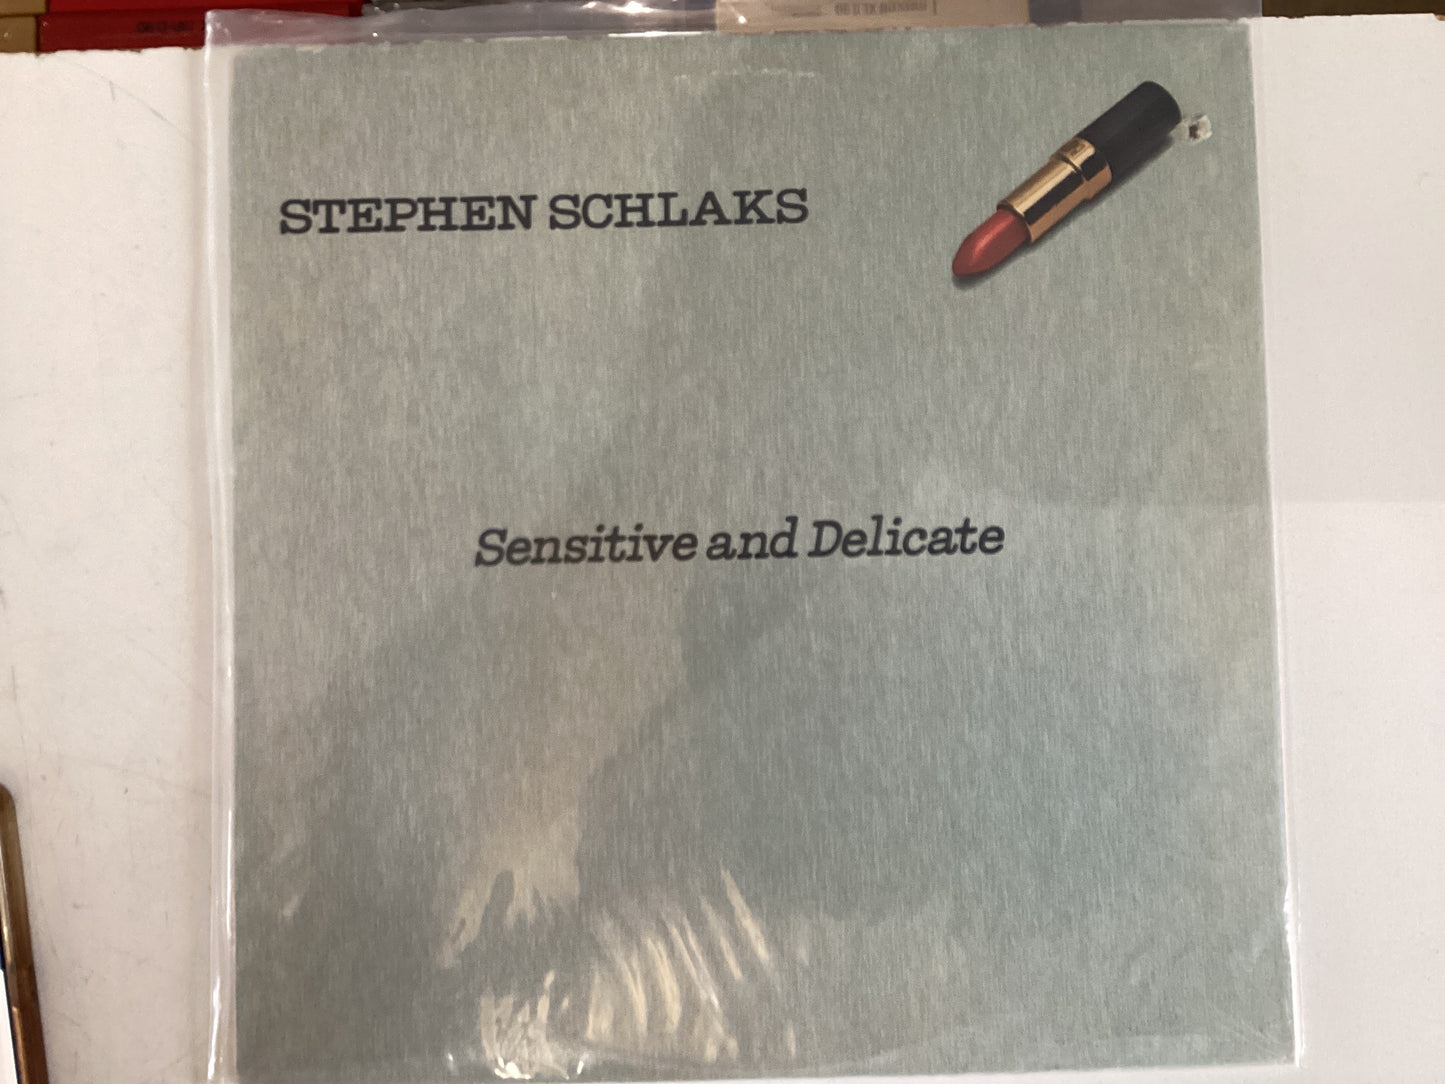 STEPHEN SCHLAKS
Sensitive and Delicate